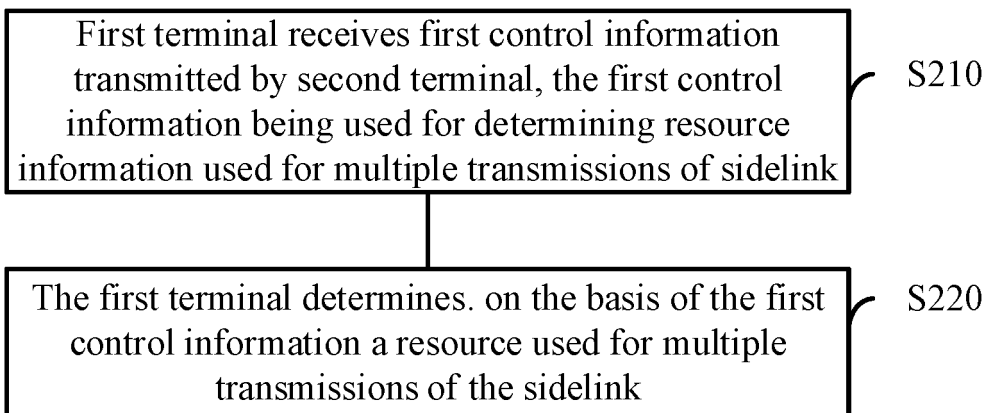 First terminal receives first control information
transmitted by second terminal, the first control
information being used for determining resource
information used for multiple transmissions of sidelink
S210
The first terminal determines. on the basis of the first
control information a resource used for multiple
transmissions of the sidelink
S220